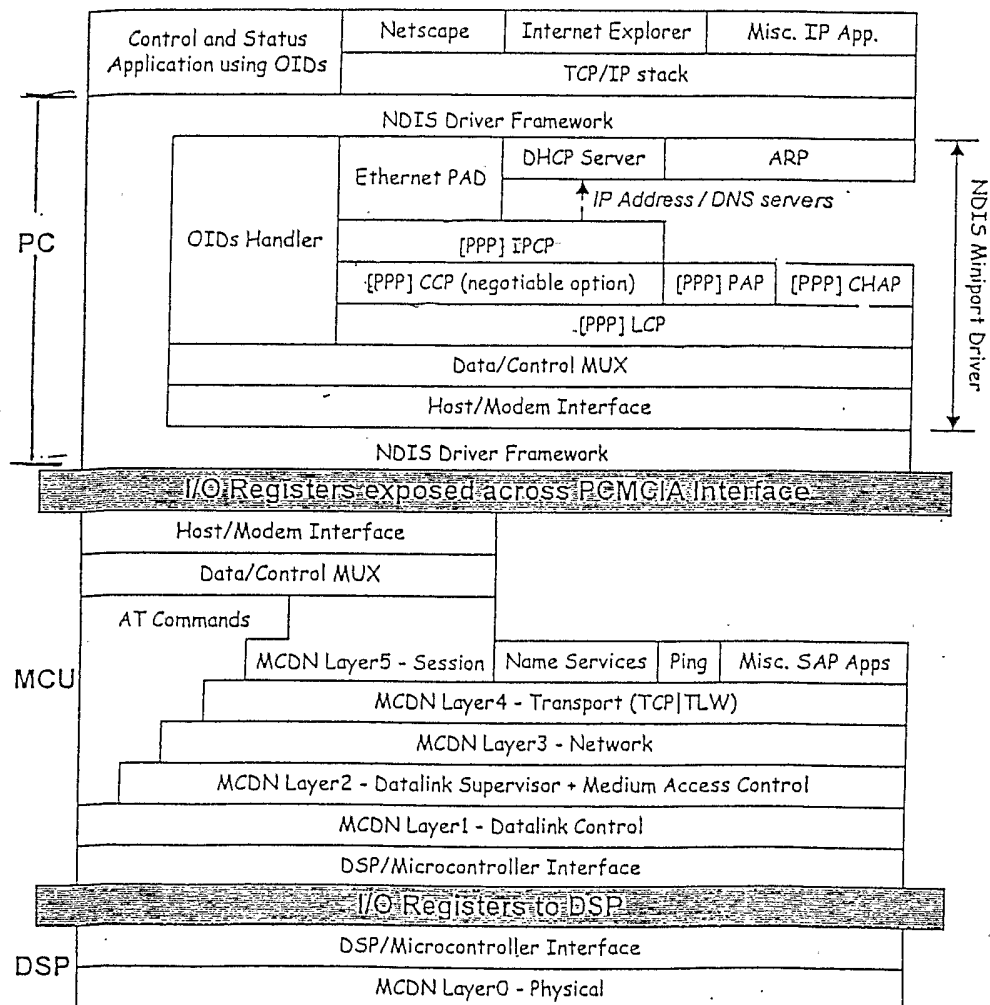 Control and Status
Application using OIDs
Netscape
Internet Explorer
Misc. IP App.
TCP/IP stack
NDIS Driver Framework
PC
OIDs Handler
Ethernet PAD
DHCP Server
ARP
IP Address / DNS servers
[PPP] IPCP
[PPP] CCP (negotiable option)
[PPP] PAP
[PPP] CHAP
[PPP] LCP
Data/Control MUX
Host/Modem Interface
NDIS Miniport Driver
NDIS Driver Framework
I/O Registers exposed across PCMCIA Interface
MCU
Host/Modem Interface
Data/Control MUX
AT Commands
MCDN Layer5 - Session
Name Services
Ping
Misc. SAP Apps
MCDN Layer4 - Transport (TCP|TLW)
MCDN Layer3 - Network
MCDN Layer2 - Datalink Supervisor + Medium Access Control
MCDN Layer1 - Datalink Control
DSP/Microcontroller Interface
I/O Registers to DSP
DSP
DSP/Microcontroller Interface
MCDN Layer0 - Physical